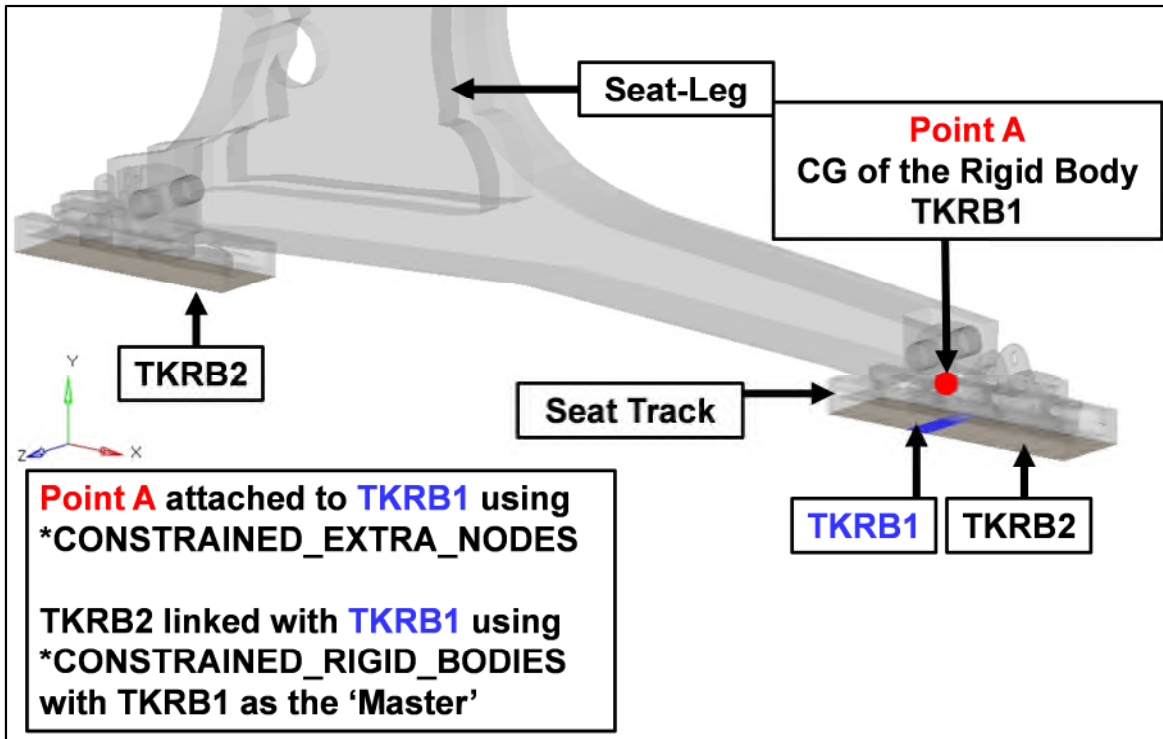 Seat-Leg
Point A
CG of the Rigid Body
TKRB1
TKRB2
Y
Z
X
Seat Track
TKRB1
TKRB2
Point A attached to TKRB1 using
*CONSTRAINED_EXTRA_NODES
TKRB2 linked with TKRB1 using
*CONSTRAINED_RIGID_BODIES
with TKRB1 as the ‘Master’